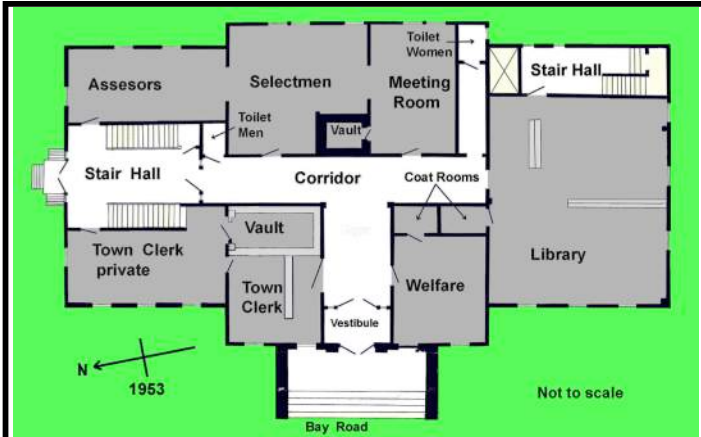 Toilet
Women
Assesors
Selectmen
Meeting
Room
Stair Hall
Toilet
Men
Vault
Stair Hall
Corridor
Coat Rooms
Vault
Town Clerk
private
Library
Town
Clerk
Welfare
Vestibule
N
1953
Not to scale
Bay Road